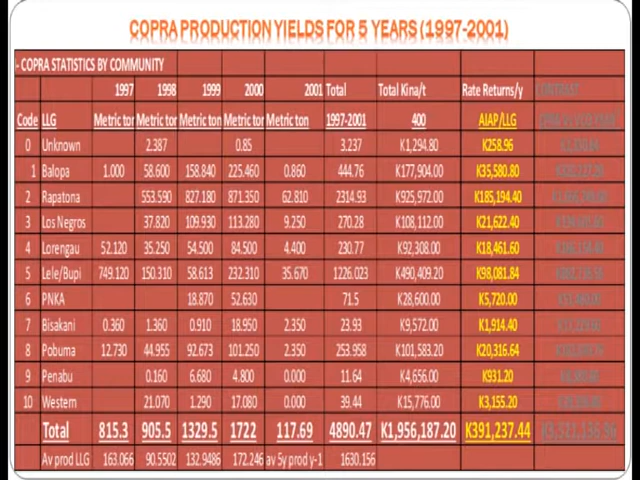 COPRA PRODUCTION YIELDS FOR 5 YEARS (1997-2001)
- COPRA STATISTICS BY COMMUNITY
1997 1998 1999 2000 2001 Total Total Kina/t Rate Returns/y
Code LLG Metric ton Metric ton Metric ton Metric ton Metric ton 1997-2001 400 AIAP/LLG
0 Unknown 2.387 0.85 3.237 K1,294.80 K258.96
1 Balopa 1.000 58.600 158.840 225.460 0.860 444.76 K177,904.00 K35,580.80
2 Rapatona 553.590 827.180 871.350 62.810 2314.93 K925,972.00 K185,194.40
3 Los Negros 37.820 109.930 113.280 9.250 270.28 K108,112.00 K21,622.40
4 Lorengau 52.120 35.250 54.500 84.500 4.400 230.77 K92,308.00 K18,461.60
5 Lele/Bupi 749.120 150.310 58.613 232.310 35.670 1226.023 K490,409.20 K98,081.84
6 PNKA 18.870 52.630 71.5 K28,600.00 K5,720.00
7 Bisakani 0.360 1.360 0.910 18.950 2.350 23.93 K9,572.00 K1,914.40
8 Pobuma 12.730 44.955 92.673 101.250 2.350 253.958 K101,583.20 K20,316.64
9 Penabu 0.160 6.680 4.800 0.000 11.64 K4,656.00 K931.20
10 Western 21.070 1.290 17.080 0.000 39.44 K15,776.00 K3,155.20
Total 815.3 905.5 1329.5 1722 117.69 4890.47 K1,956,187.20 K391,237.44
Av prod LLG 163.066 90.5502 132.9486 172.246 av 5y prod y-1 1630.156